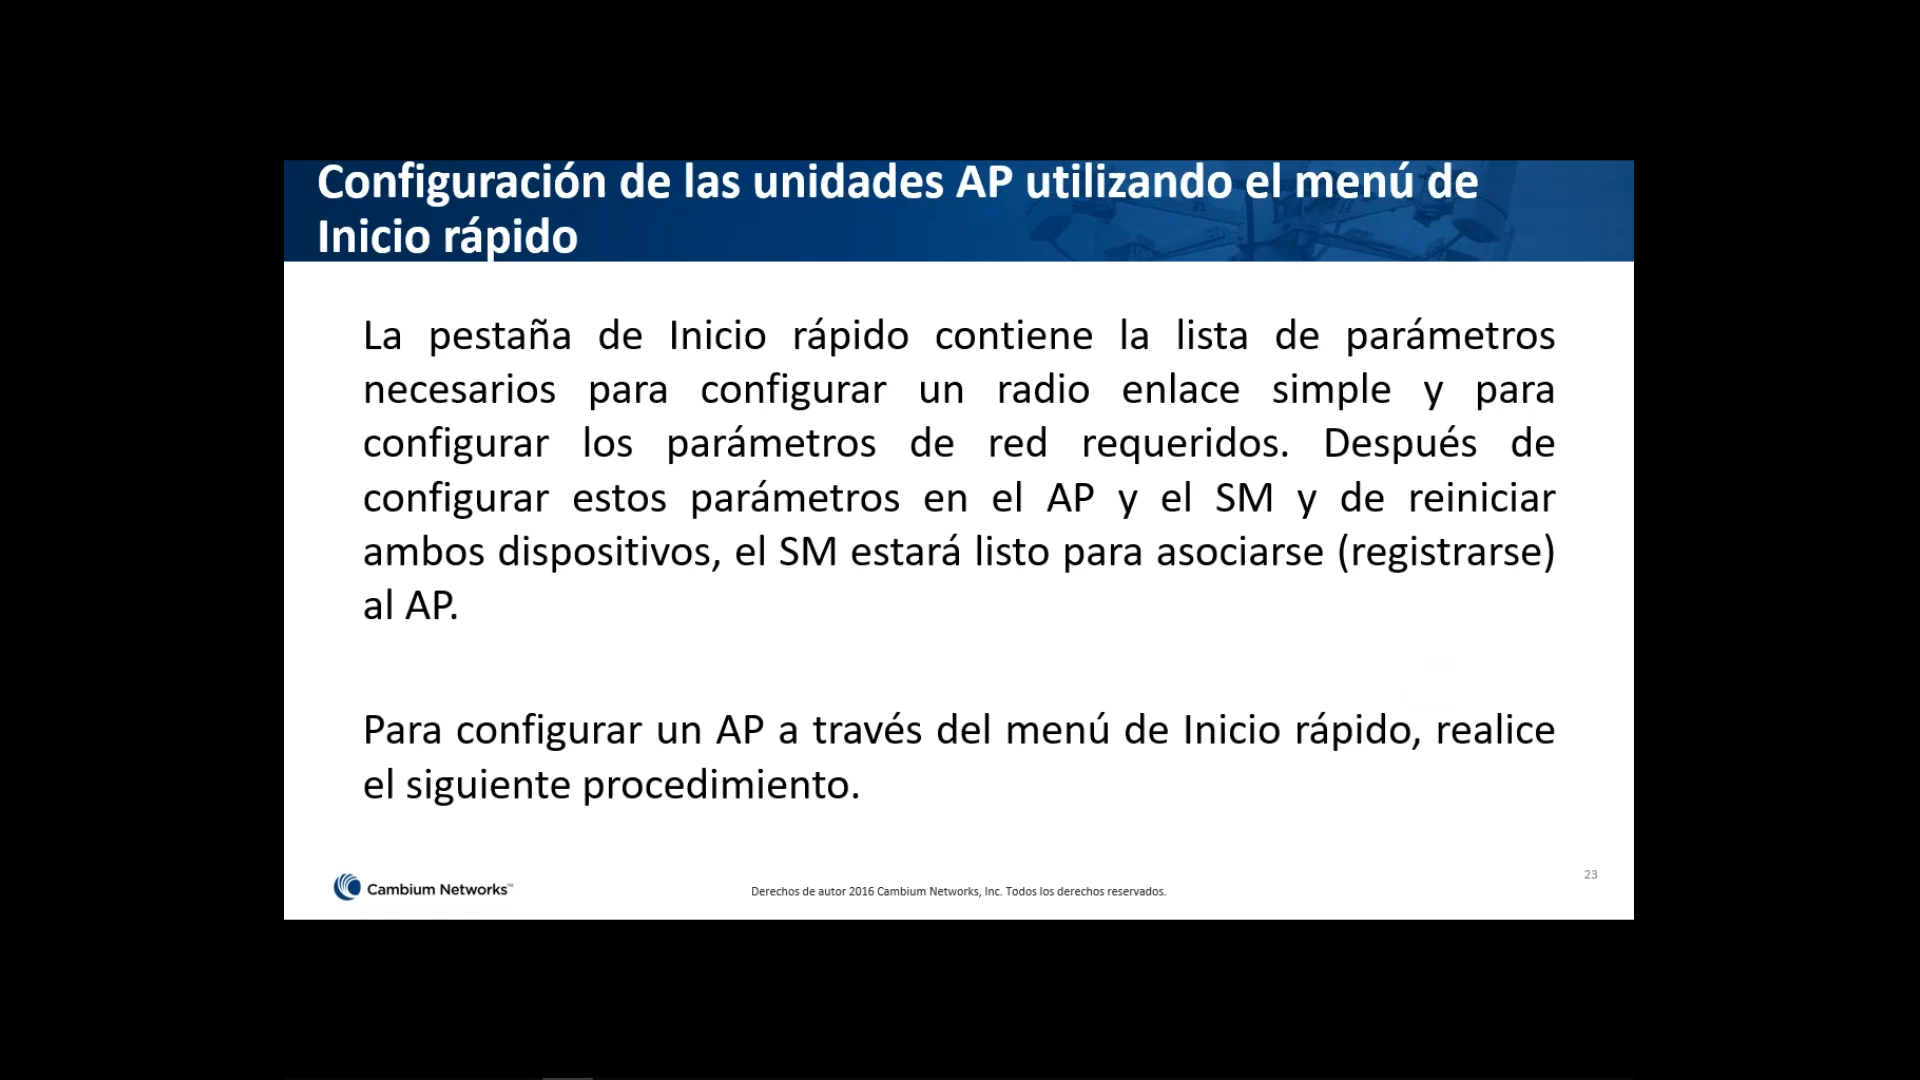 Configuración de las unidades AP utilizando el menú de
Inicio rápido
La pestaña de Inicio rápido contiene la lista de parámetros
necesarios para configurar un radio enlace simple y para
configurar los parámetros de red requeridos. Después de
configurar estos parámetros en el AP y el SM y de reiniciar
ambos dispositivos, el SM estará listo para asociarse (registrarse)
al AP.
Para configurar un AP a través del menú de Inicio rápido, realice
el siguiente procedimiento.
23
Cambium Networks™
Derechos de autor 2016 Cambium Networks, Inc. Todos los derechos reservados.